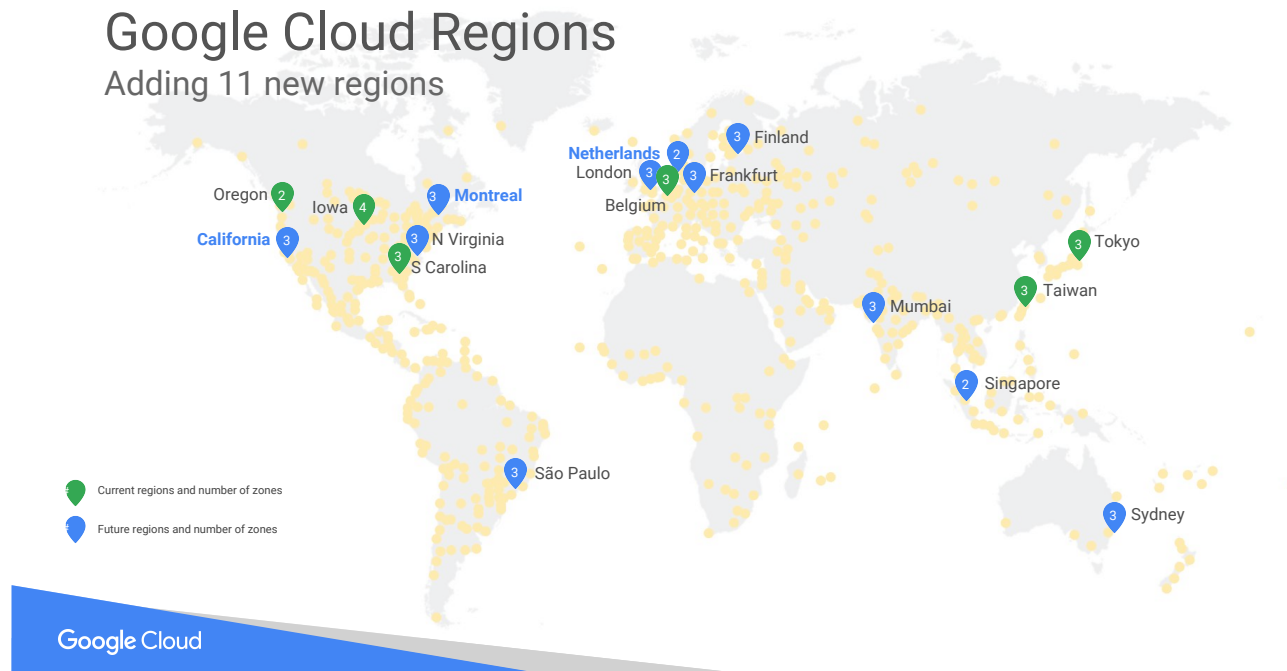 Google Cloud Regions
Adding 11 new regions
3 Finland
Netherlands 2
London 3
3
3 Frankfurt
Belgium
Oregon 2
Iowa 4
3 Montreal
California 3
3 N Virginia
3
S Carolina
3 Tokyo
3 Taiwan
3 Mumbai
2 Singapore
3 São Paulo
3 Sydney
Current regions and number of zones
Future regions and number of zones
Google Cloud